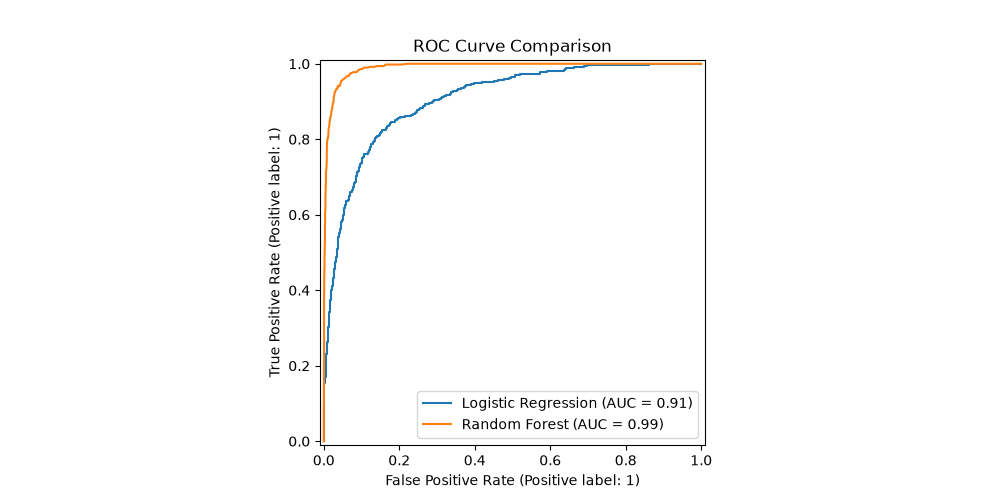 ROC Curve Comparison
True Positive Rate (Positive label: 1)
1.0
0.8
0.6
0.4
0.2
0.0
Logistic Regression (AUC = 0.91)
Random Forest (AUC = 0.99)
0.0 0.2 0.4 0.6 0.8 1.0
False Positive Rate (Positive label: 1)